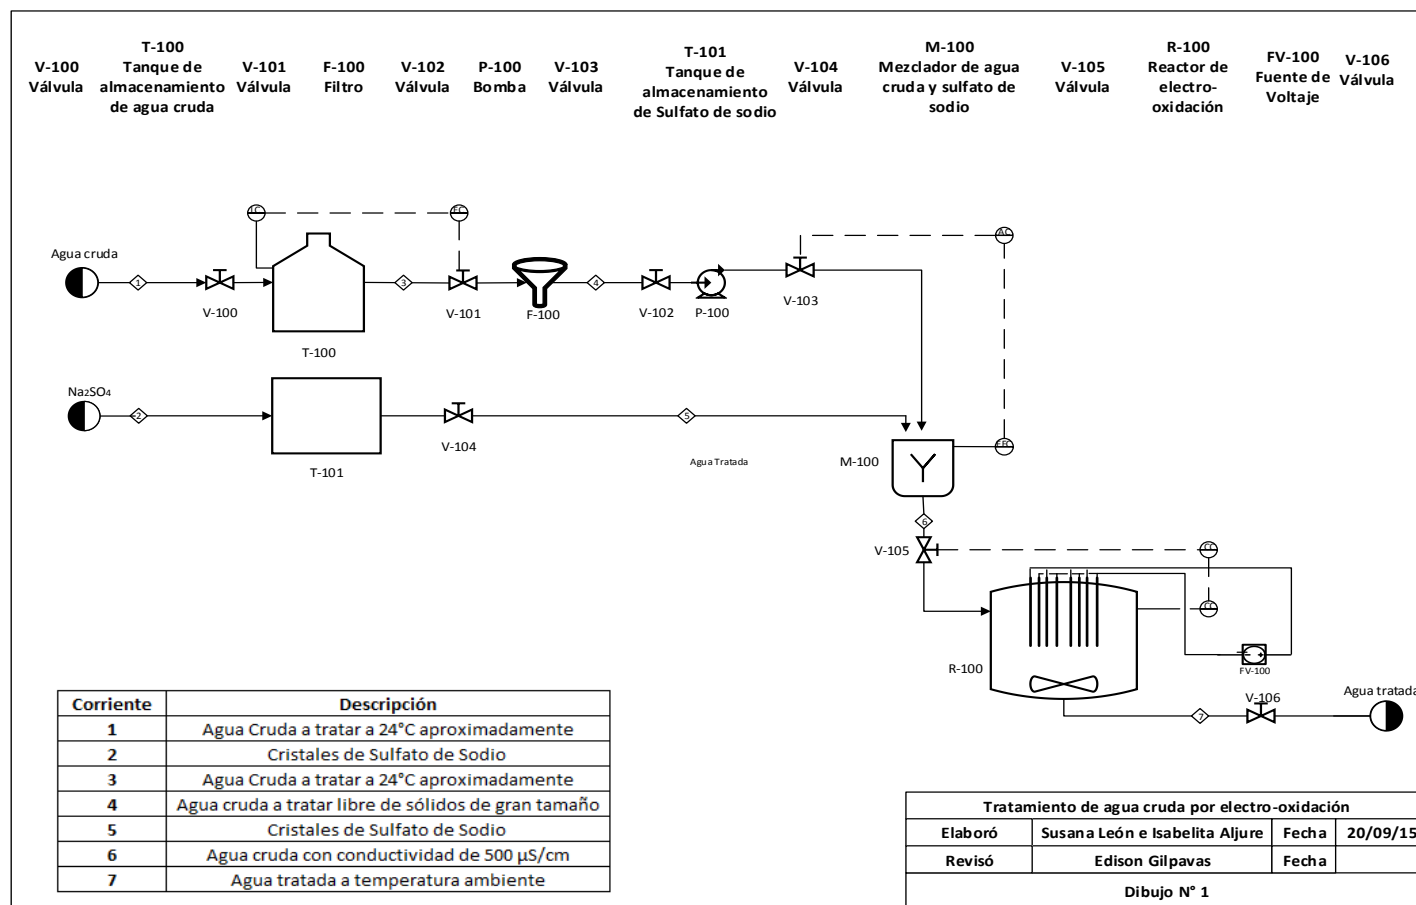 V-100
Válvula
T-100
Tanque de
almacenamiento
de agua cruda
V-101
Válvula
F-100
Filtro
V-102
Válvula
P-100
Bomba
V-103
Válvula
T-101
Tanque de
almacenamiento
de Sulfato de sodio
V-104
Válvula
M-100
Mezclador de agua
cruda y sulfato de
sodio
V-105
Válvula
R-100
Reactor de
electro-
oxidación
FV-100
Fuente de
Voltaje
V-106
Válvula
LC
FC
AC
Agua cruda
1
V-100
T-100
3
V-101
F-100
4
V-102
P-100
V-103
Na2SO4
2
T-101
V-104
5
Agua Tratada
M-100
6
V-105
CC
CC
R-100
FV-100
V-106
7
Agua tratada
Corriente Descripción
1 Agua Cruda a tratar a 24°C aproximadamente
2 Cristales de Sulfato de Sodio
3 Agua Cruda a tratar a 24°C aproximadamente
4 Agua cruda a tratar libre de sólidos de gran tamaño
5 Cristales de Sulfato de Sodio
6 Agua cruda con conductividad de 500 µS/cm
7 Agua tratada a temperatura ambiente
Tratamiento de agua cruda por electro-oxidación
Elaboró Susana León e Isabelita Aljure Fecha 20/09/15
Revisó Edison Gilpavas Fecha
Dibujo N° 1